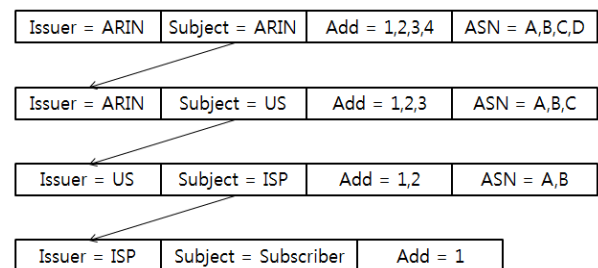 Issuer = ARIN Subject = ARIN Add = 1,2,3,4 ASN = A,B,C,D
Issuer = ARIN Subject = US Add = 1,2,3 ASN = A,B,C
Issuer = US Subject = ISP Add = 1,2 ASN = A,B
Issuer = ISP Subject = Subscriber Add = 1